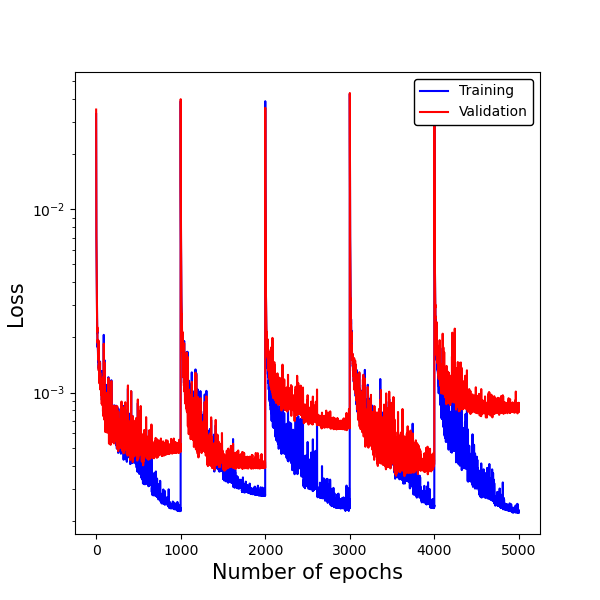 Training
Validation
Loss
10⁻²
10⁻³
0 1000 2000 3000 4000 5000
Number of epochs